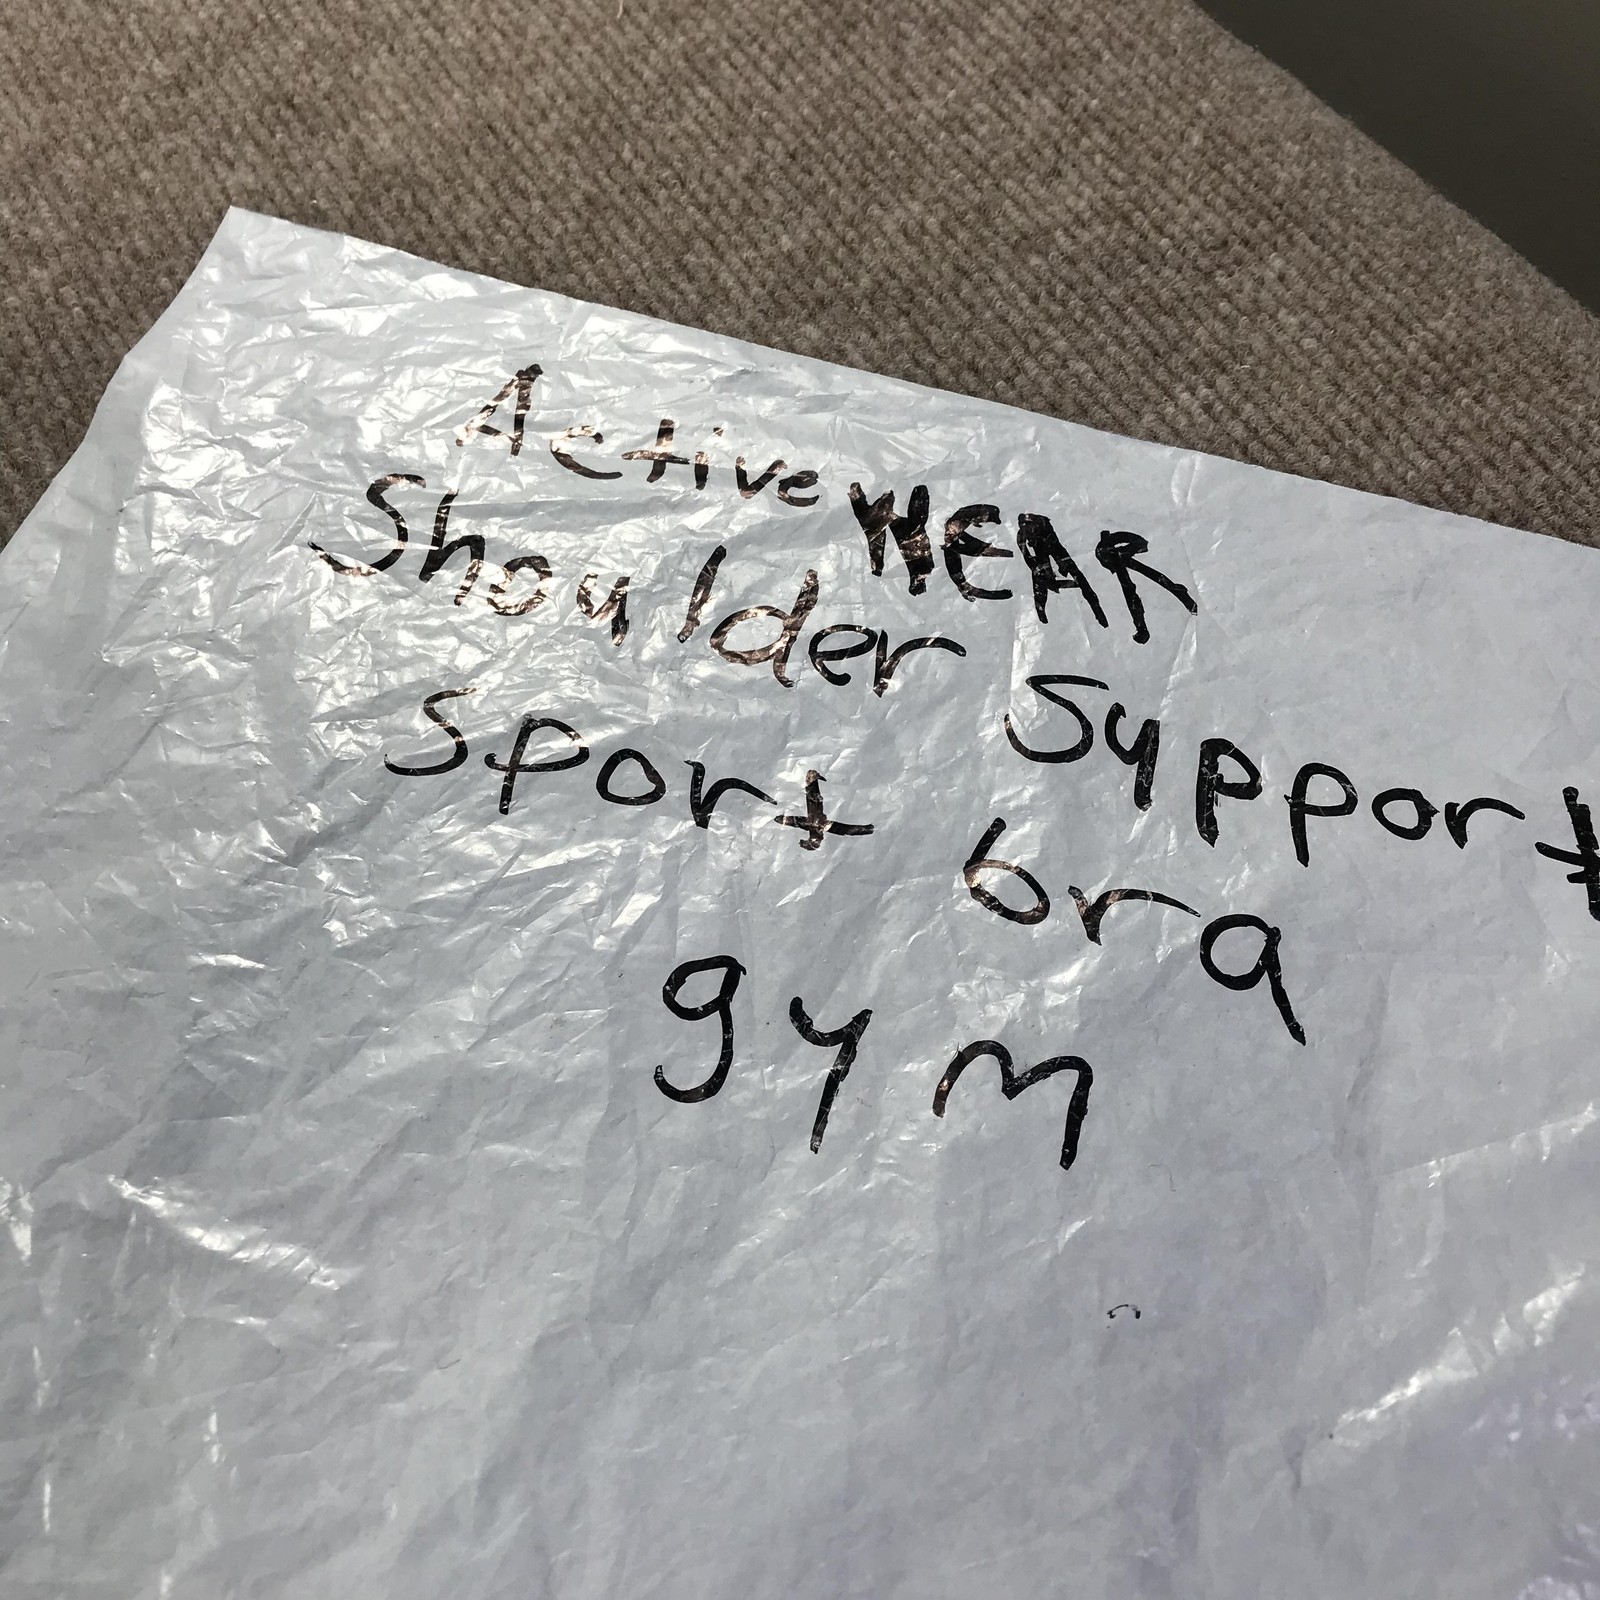 Active WEAR
Shoulder Support
Sport bra
gym